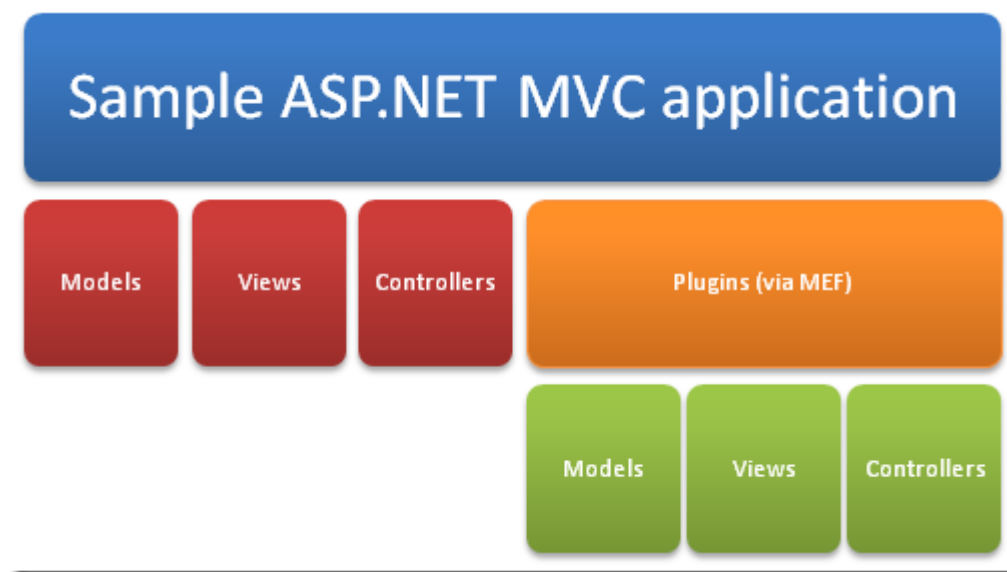 Sample ASP.NET MVC application
Models
Views
Controllers
Plugins (via MEF)
Models
Views
Controllers